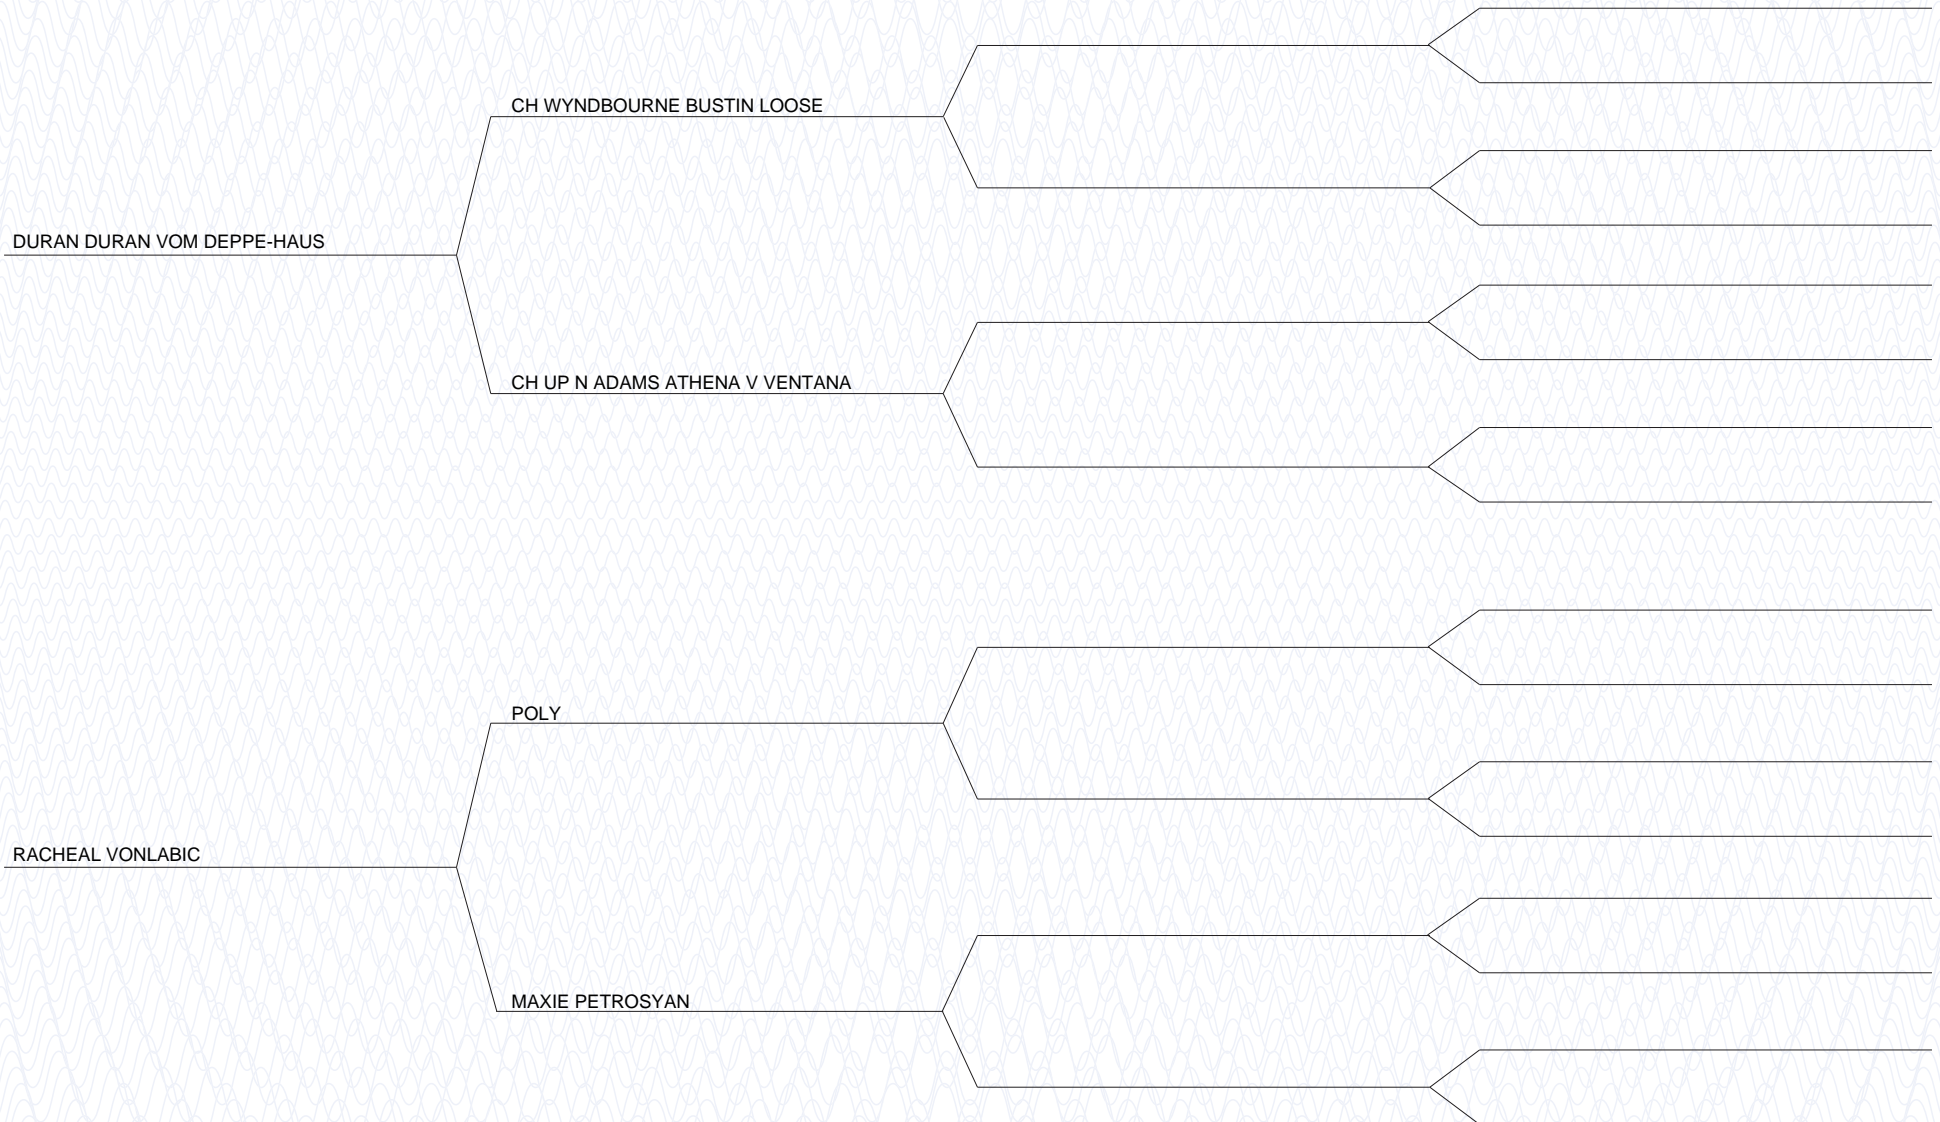 CH WYNDBOURNE BUSTIN LOOSE
DURAN DURAN VOM DEPPE-HAUS
CH UP N ADAMS ATHENA V VENTANA
POLY
RACHEAL VONLABIC
MAXIE PETROSYAN